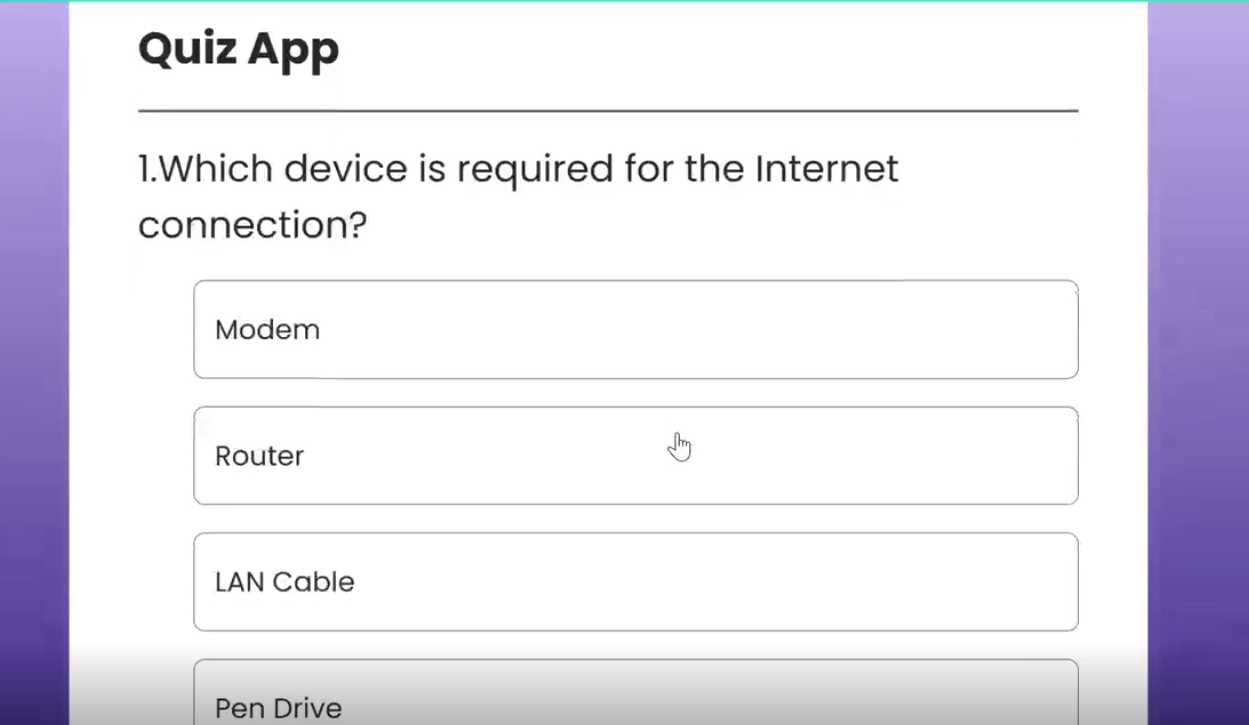 Quiz App
1.Which device is required for the Internet
connection?
Modem
Router
LAN Cable
Pen Drive